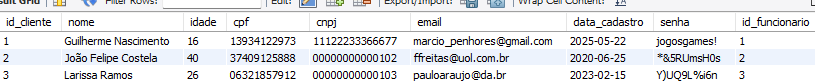 Filter Rows: Edit: Export/Import: Wrap Cell Content:
id_cliente nome idade cpf cnpj email data_cadastro senha id_funcionario
1 Guilherme Nascimento 16 13934122973 11122233366677 marcio_penhores@gmail.com 2025-05-22 jogosgames! 1
2 João Felipe Costela 40 37409125888 00000000000102 ffreitas@uol.com.br 2020-06-25 *&5RUmsH0s 2
3 Larissa Ramos 26 06321857912 00000000000103 pauloaraujo@da.br 2023-02-15 Y)UQ9L%i6n 3